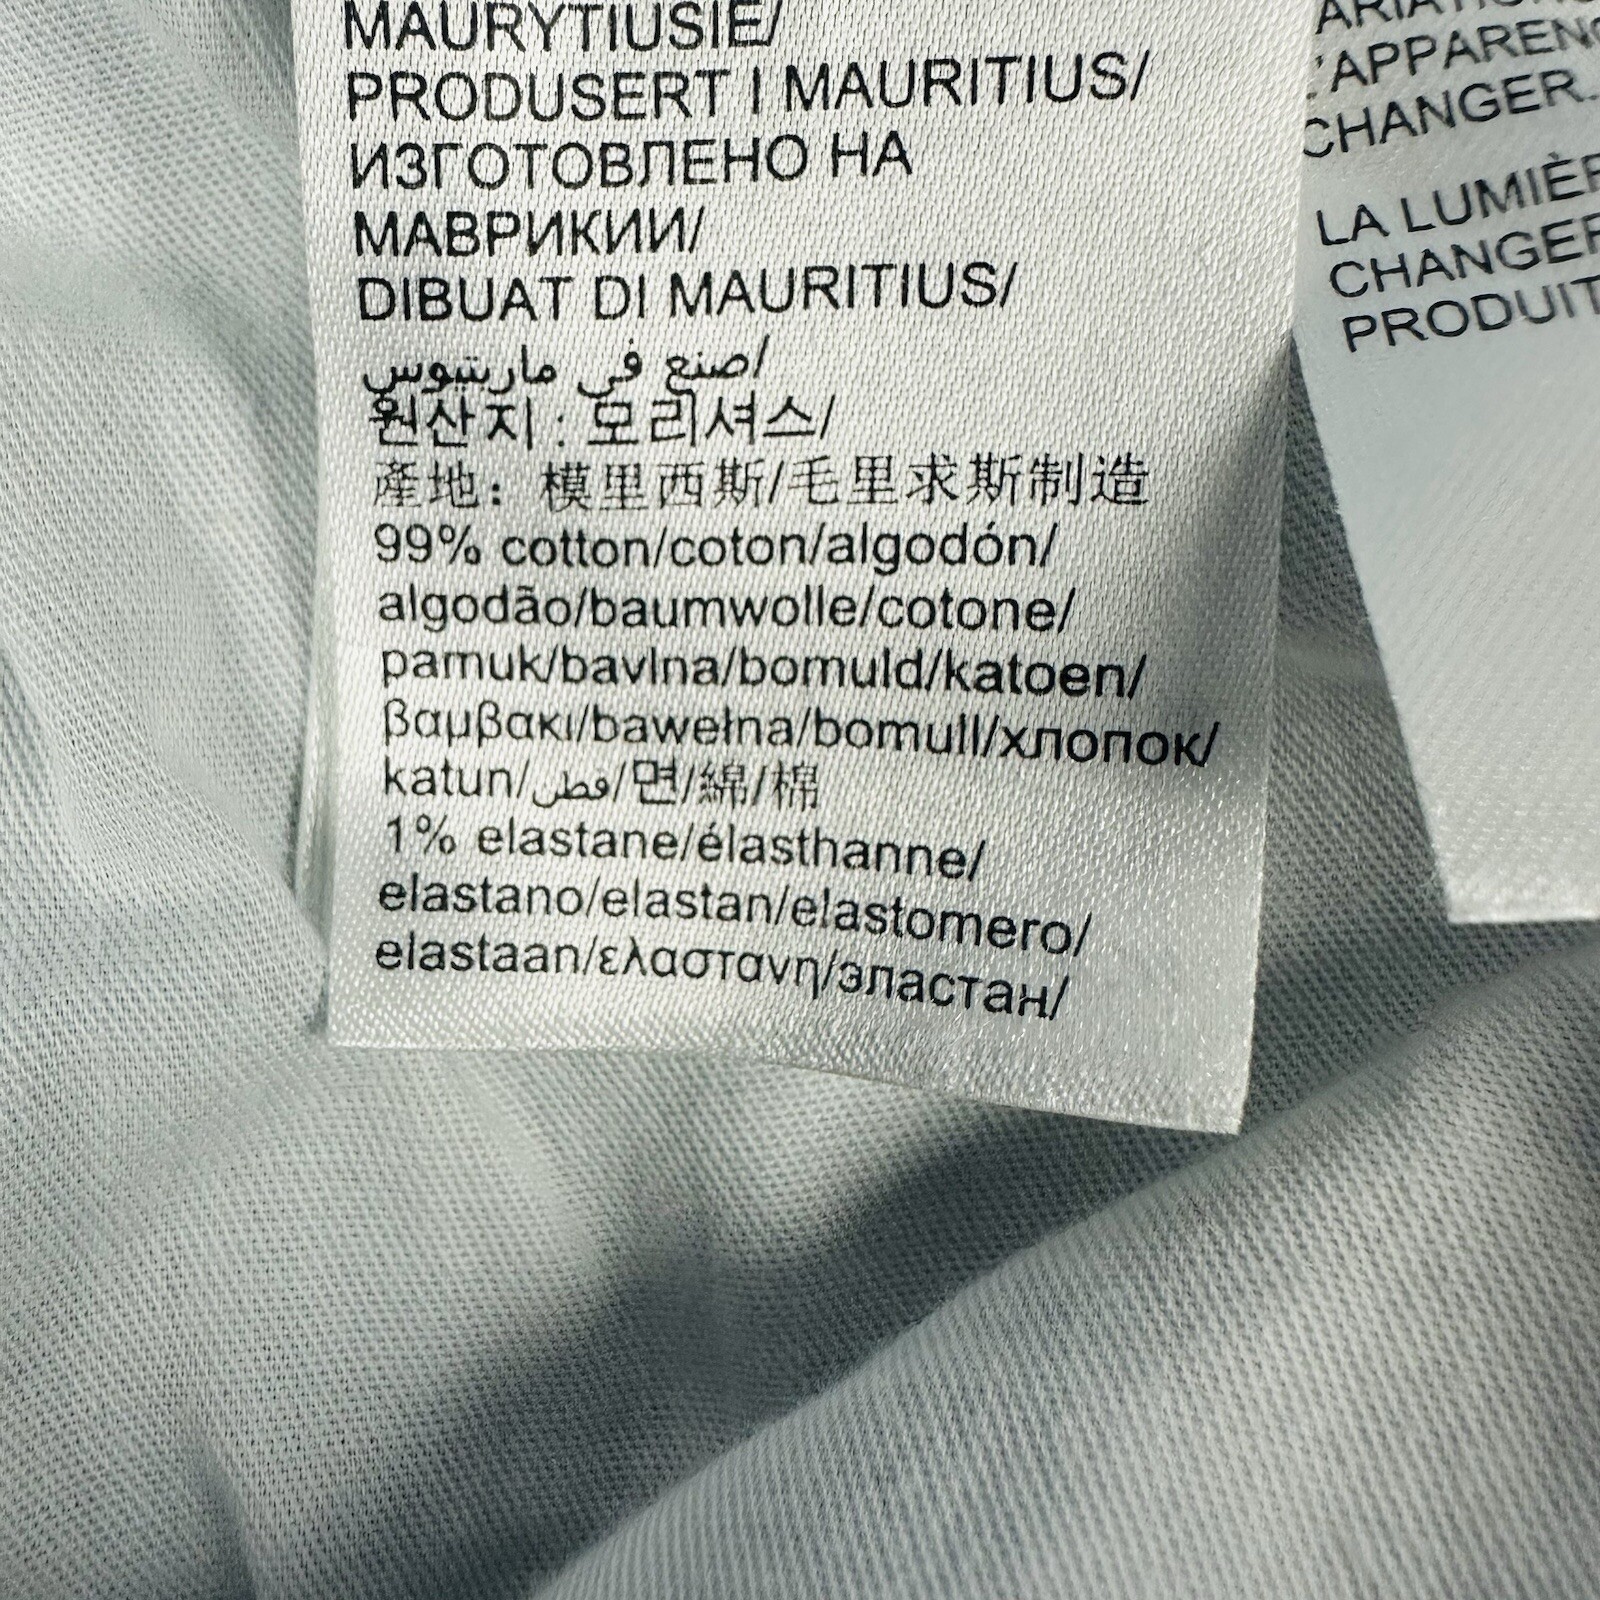 MAURYTIUSIE/
PRODUSERT I MAURITIUS/
ИЗГОТОВЛЕНО НА
МАВРИКИИ/
DIBUAT DI MAURITIUS/
صنع في ماريتيوس/
원산지 : 모리셔스/
產地：模里西斯/毛里求斯制造
99% cotton/coton/algodón/
algodão/baumwolle/cotone/
pamuk/bavlna/bomuld/katoen/
βαμβακι/bawełna/bomull/хлопок/
katun/قطن/면/綿/棉
1% elastane/élasthanne/
elastano/elastan/elastomero/
elastaan/ελαστανη/эластан/
L'APPARENC
CHANGER.
LA LUMIÈR
CHANGER
PRODUIT